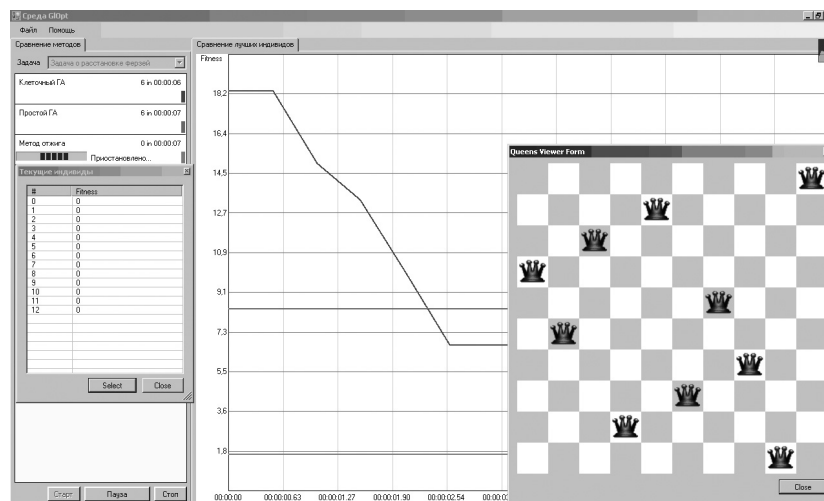 Среда GIOpt
Файл Помощь
Сравнение методов
Задача Задача о расстановке ферзей
Клеточный ГА 6 in 00:00:06
Простой ГА 6 in 00:00:07
Метод отжига 0 in 00:00:07
Приостановлено...
Текущие индивиды
# Fitness
0 0
1 0
2 0
3 0
4 0
5 0
6 0
7 0
8 0
9 0
10 0
11 0
12 0
Select Close
Старт Пауза Стоп
Сравнение лучших индивидов
Fitness
18,2
16,4
14,5
12,7
10,9
9,1
7,3
5,5
3,6
1,8
00:00:00 00:00:00.63 00:00:01.27 00:00:01.90 00:00:02.54
Queens Viewer Form
Close